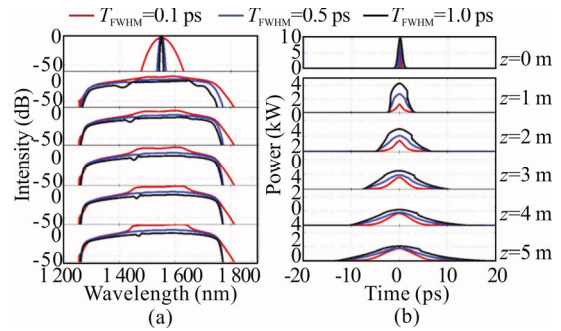 T_FWHM=0.1 ps T_FWHM=0.5 ps T_FWHM=1.0 ps
Intensity (dB)
0
-50
0
-50
0
-50
0
-50
0
-50
0
-50
1 200 1 400 1 600 1 800
Wavelength (nm)
(a)
Power (kW)
10
5
0
4
2
0
4
2
0
4
2
0
4
2
0
4
2
0
z=0 m
z=1 m
z=2 m
z=3 m
z=4 m
z=5 m
-20 -10 0 10 20
Time (ps)
(b)